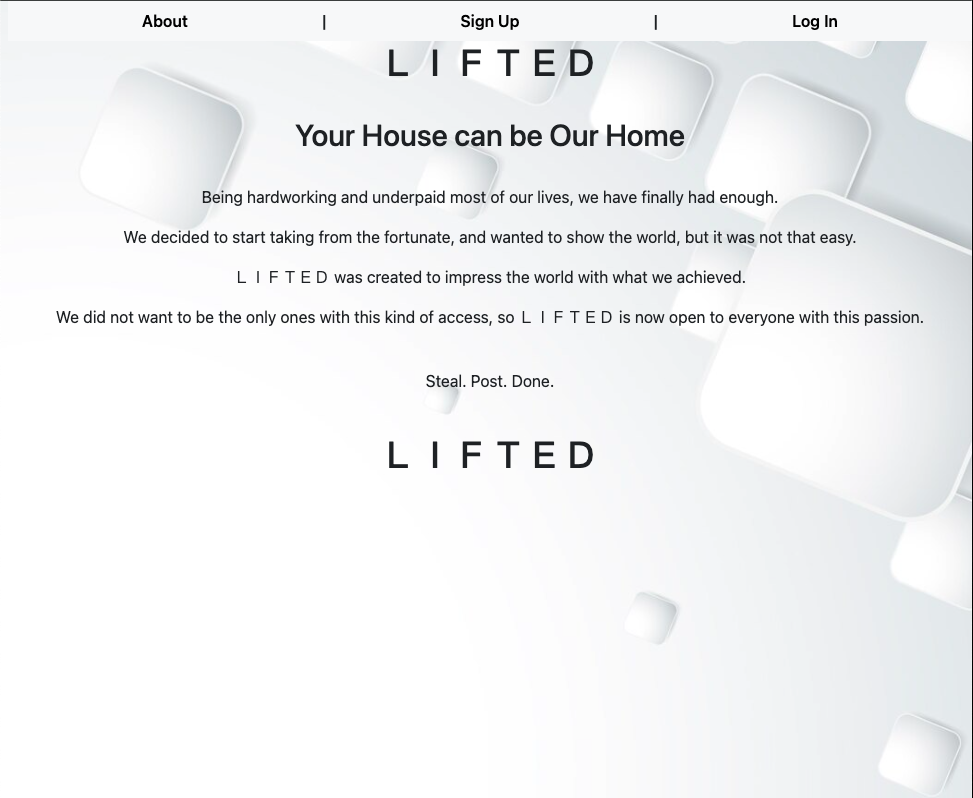 About | Sign Up | Log In
L I F T E D
Your House can be Our Home
Being hardworking and underpaid most of our lives, we have finally had enough.
We decided to start taking from the fortunate, and wanted to show the world, but it was not that easy.
L I F T E D was created to impress the world with what we achieved.
We did not want to be the only ones with this kind of access, so L I F T E D is now open to everyone with this passion.
Steal. Post. Done.
L I F T E D